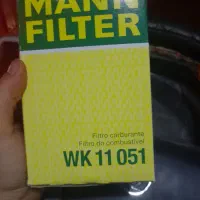 MANN
FILTER
Filtro carburante
Filtro de combustível
WK 11 051